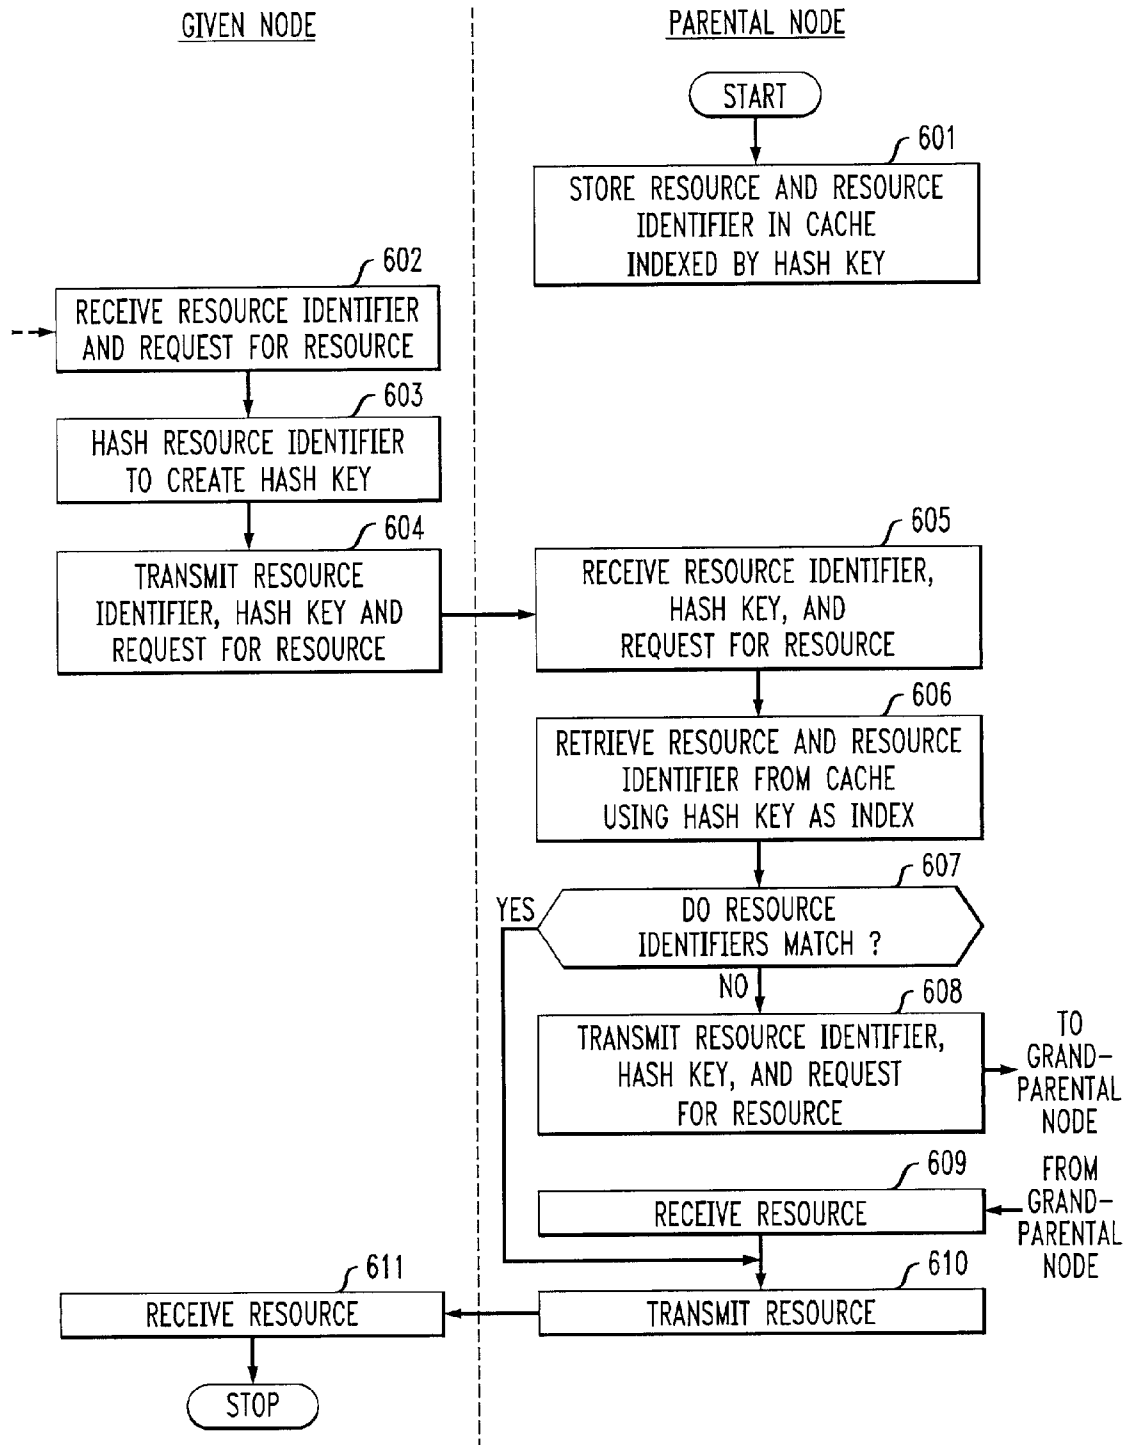 GIVEN NODE
PARENTAL NODE
START
601
STORE RESOURCE AND RESOURCE
IDENTIFIER IN CACHE
INDEXED BY HASH KEY
602
RECEIVE RESOURCE IDENTIFIER
AND REQUEST FOR RESOURCE
603
HASH RESOURCE IDENTIFIER
TO CREATE HASH KEY
604
TRANSMIT RESOURCE
IDENTIFIER, HASH KEY AND
REQUEST FOR RESOURCE
605
RECEIVE RESOURCE IDENTIFIER,
HASH KEY, AND
REQUEST FOR RESOURCE
606
RETRIEVE RESOURCE AND RESOURCE
IDENTIFIER FROM CACHE
USING HASH KEY AS INDEX
607
YES
DO RESOURCE
IDENTIFIERS MATCH ?
NO
608
TRANSMIT RESOURCE IDENTIFIER,
HASH KEY, AND REQUEST
FOR RESOURCE
TO
GRAND-
PARENTAL
NODE
609
RECEIVE RESOURCE
FROM
GRAND-
PARENTAL
NODE
610
TRANSMIT RESOURCE
611
RECEIVE RESOURCE
STOP